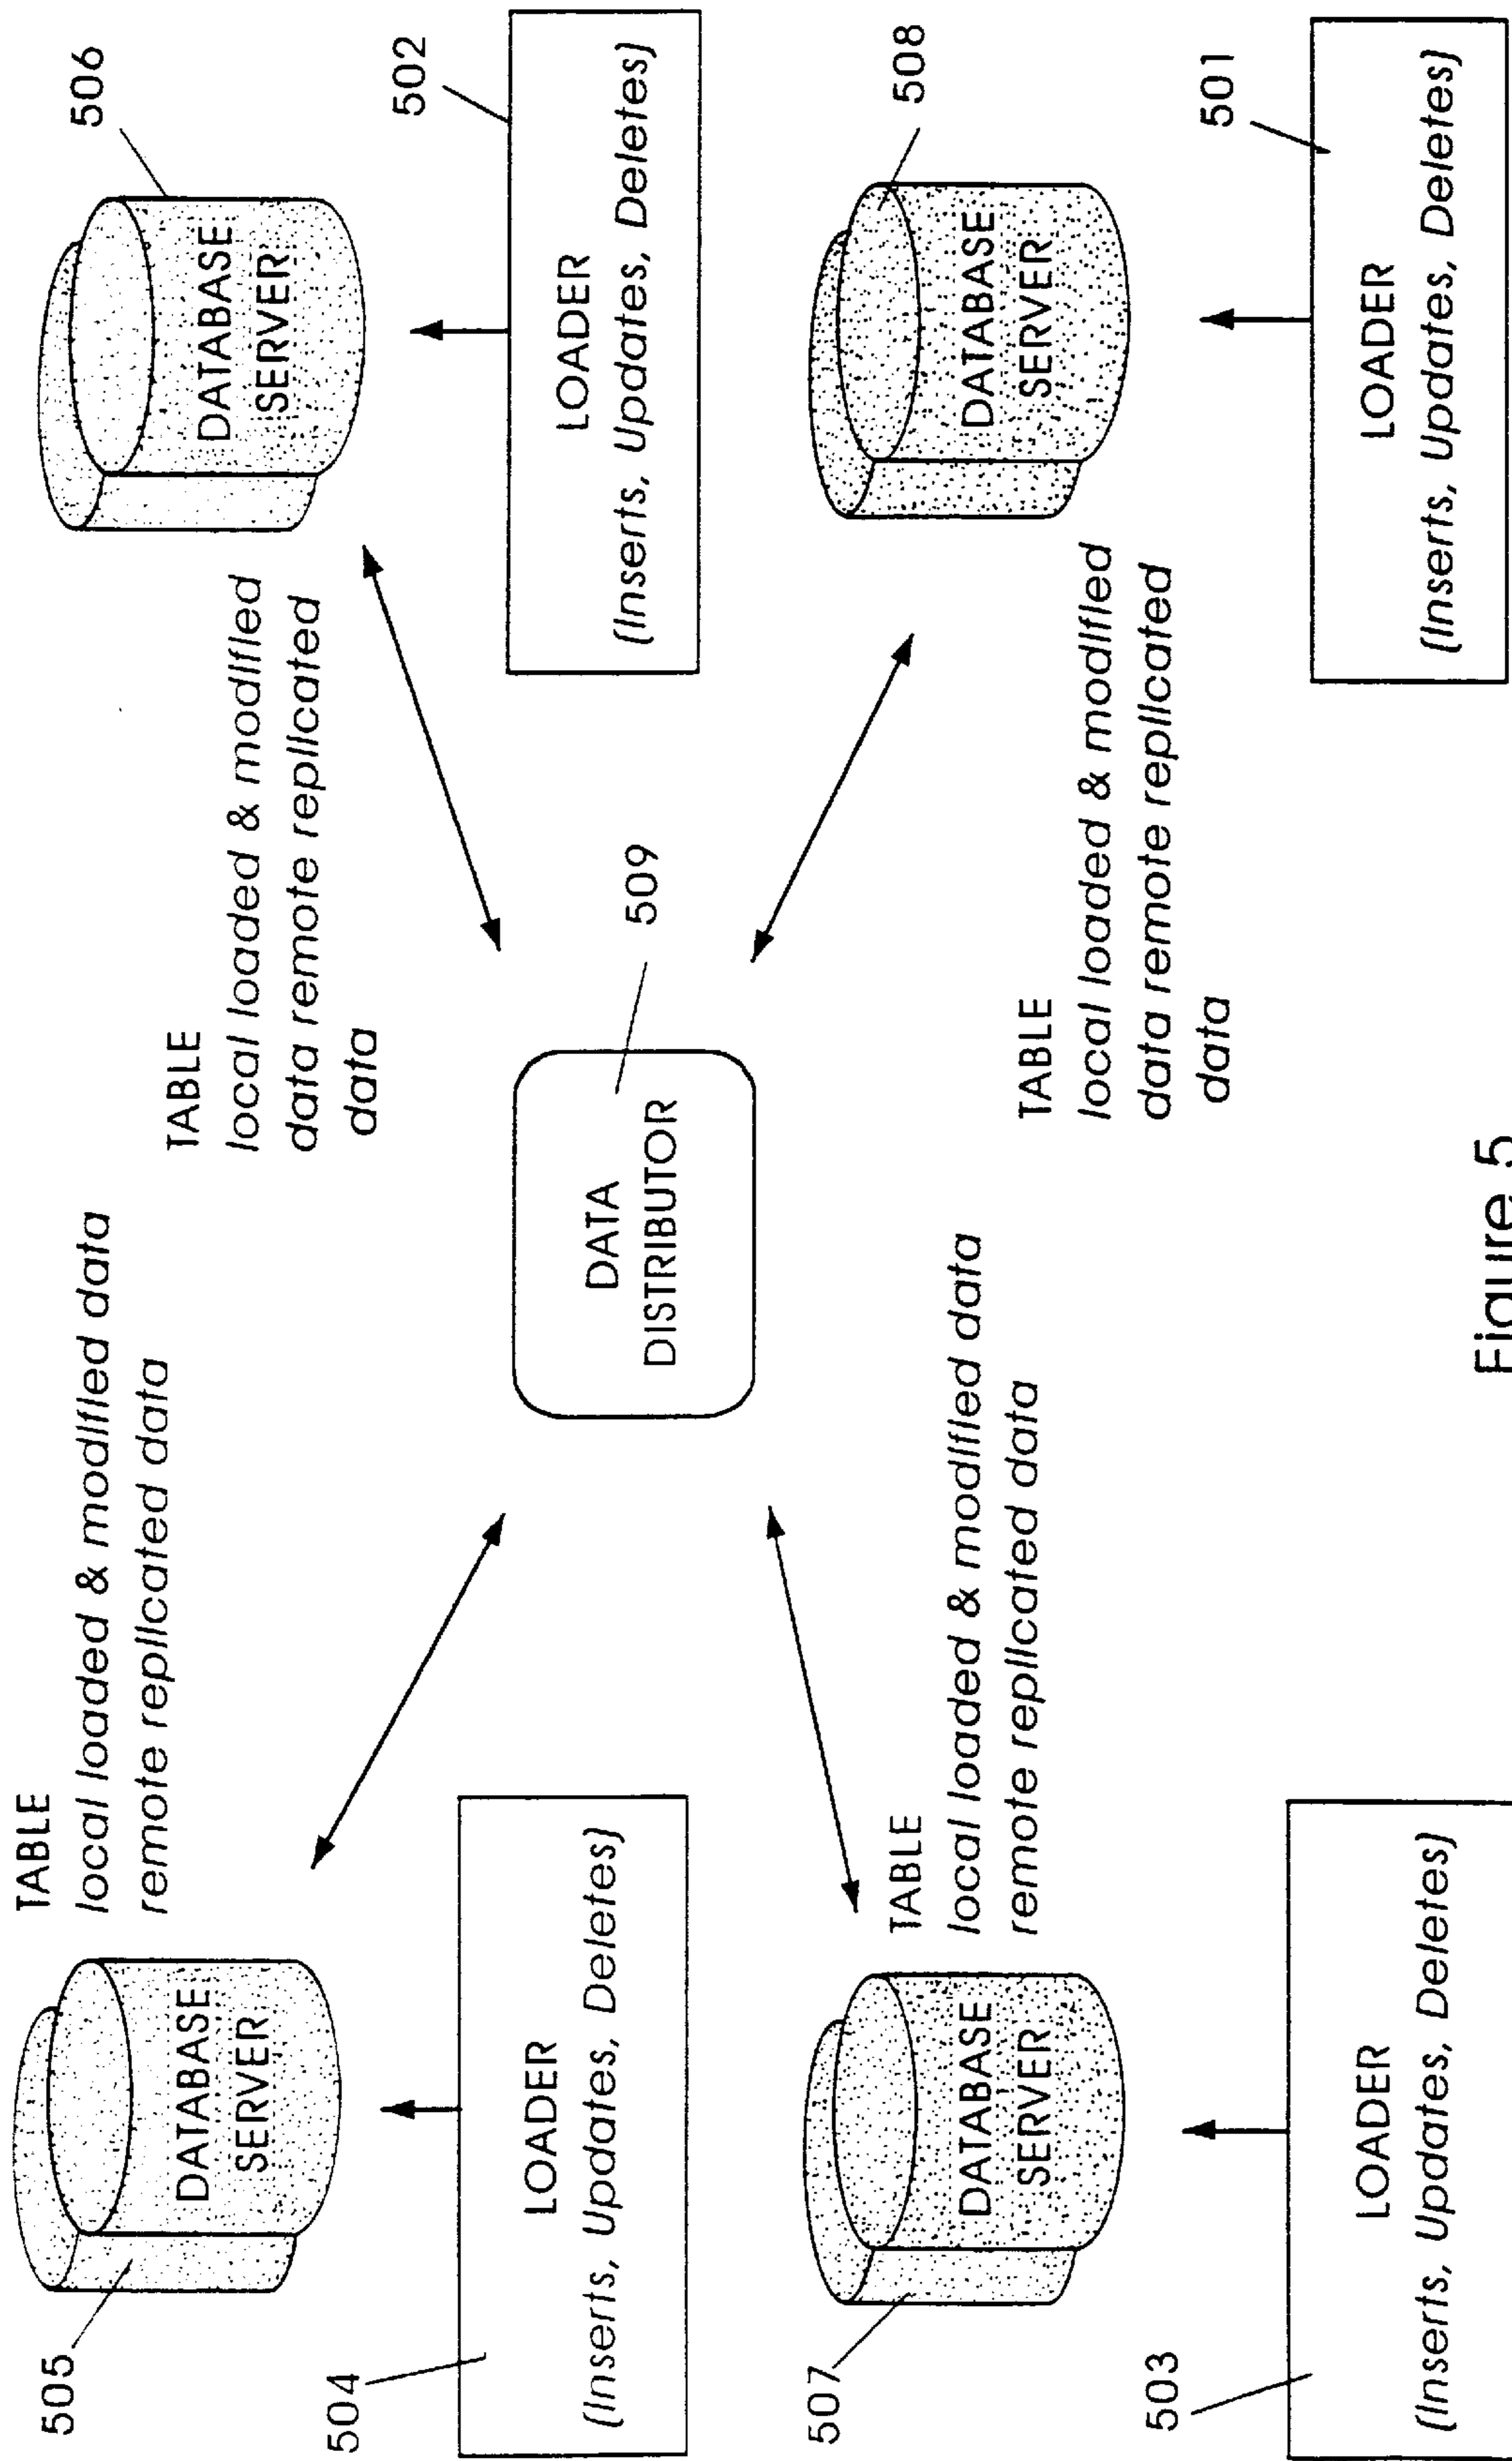 505
DATABASE
SERVER
TABLE
local loaded & modified data
remote replicated data
504
LOADER
(Inserts, Updates, Deletes)
506
DATABASE
SERVER
TABLE
local loaded & modified
data remote replicated
data
502
LOADER
(Inserts, Updates, Deletes)
DATA
DISTRIBUTOR
509
507
DATABASE
SERVER
TABLE
local loaded & modified data
remote replicated data
503
LOADER
(Inserts, Updates, Deletes)
508
DATABASE
SERVER
TABLE
local loaded & modified
data remote replicated
data
501
LOADER
(Inserts, Updates, Deletes)
Figure 5